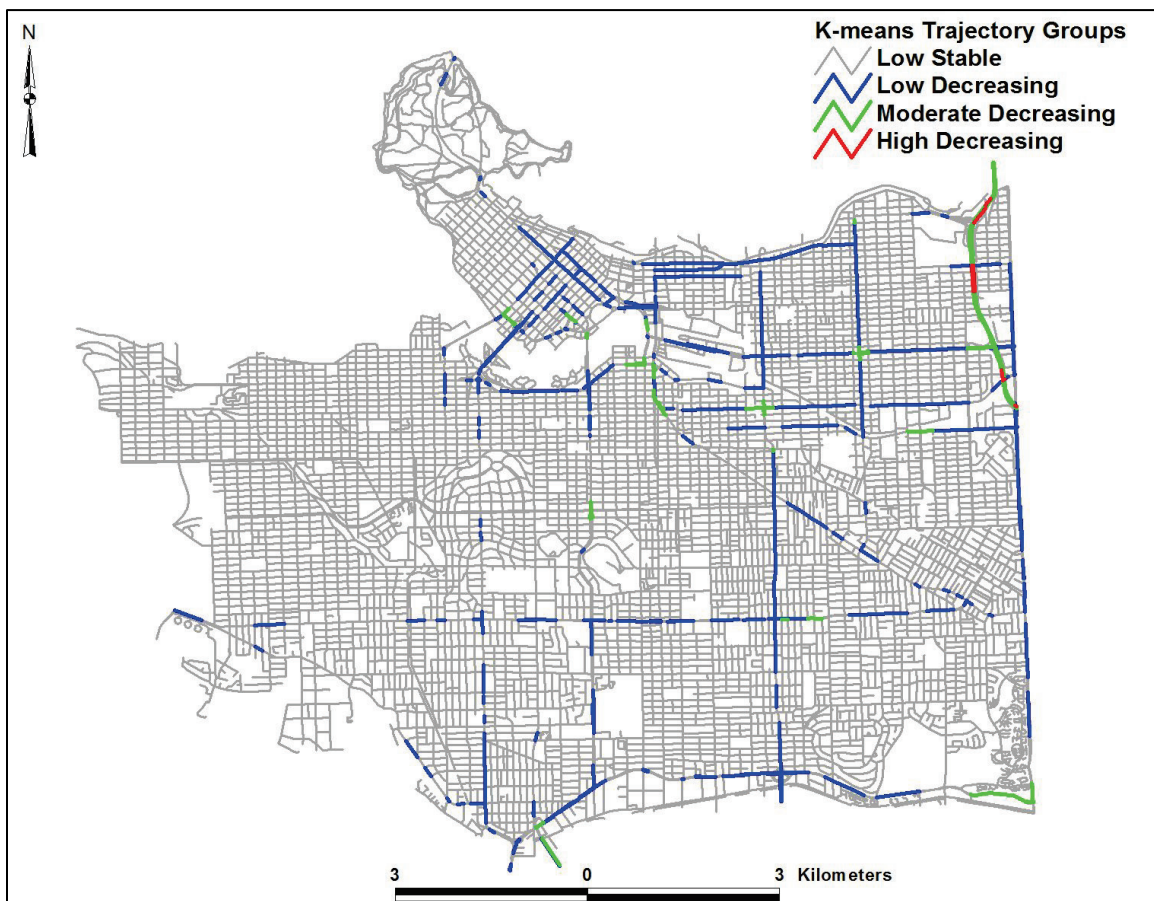 N
K-means Trajectory Groups
Low Stable
Low Decreasing
Moderate Decreasing
High Decreasing
3 0 3 Kilometers